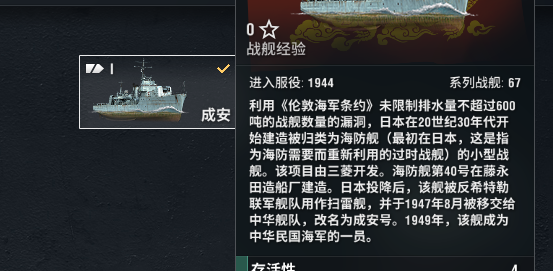 0
战舰经验
I
成安
进入服役: 1944
系列战舰: 67
利用《伦敦海军条约》未限制排水量不超过600
吨的战舰数量的漏洞，日本在20世纪30年代开
始建造被归类为海防舰（最初在日本，这是指
为海防需要而重新利用的过时战舰）的小型战
舰。该项目由三菱开发。海防舰第40号在藤永
田造船厂建造。日本投降后，该舰被反希特勒
联军舰队用作扫雷舰，并于1947年8月被移交给
中华舰队，改名为成安号。1949年，该舰成为
中华民国海军的一员。
存活性
4